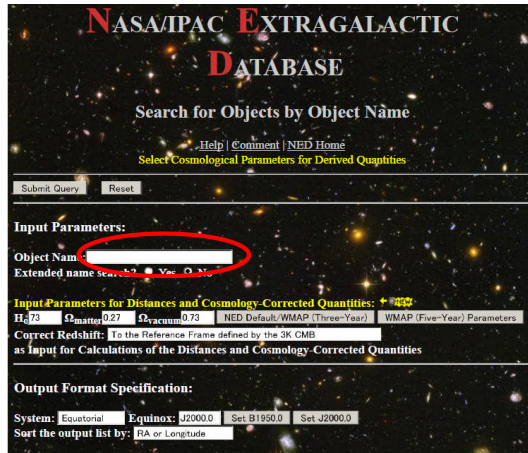 NASA/IPAC EXTRAGALACTIC
DATABASE
Search for Objects by Object Name
Help | Comment | NED Home
Select Cosmological Parameters for Derived Quantities
Submit Query Reset
Input Parameters:
Object Name:
Extended name search? Yes No
Input Parameters for Distances and Cosmology-Corrected Quantities:
H0 73 Ωmatter 0.27 Ωvacuum 0.73 NED Default/WMAP (Three-Year) WMAP (Five-Year) Parameters
Correct Redshift: To the Reference Frame defined by the 3K CMB
as Input for Calculations of the Distances and Cosmology-Corrected Quantities
Output Format Specification:
System: Equatorial Equinox: J2000.0 Set B1950.0 Set J2000.0
Sort the output list by: RA or Longitude